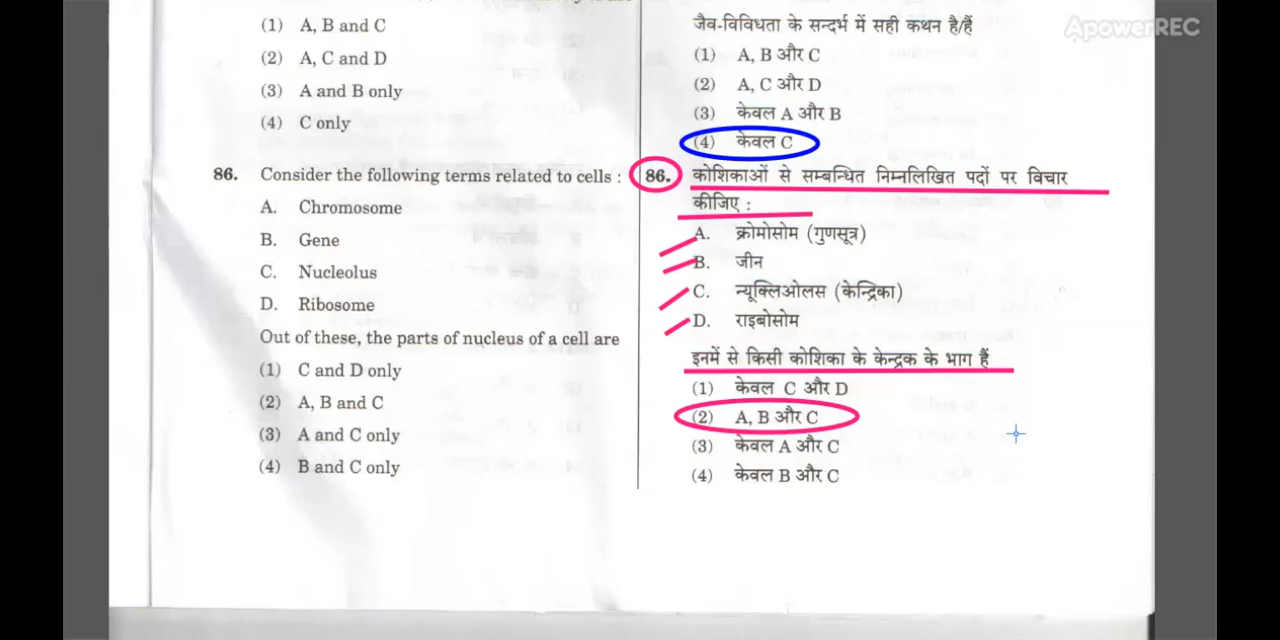 (1) A, B and C
(2) A, C and D
(3) A and B only
(4) C only
86. Consider the following terms related to cells :
A. Chromosome
B. Gene
C. Nucleolus
D. Ribosome
Out of these, the parts of nucleus of a cell are
(1) C and D only
(2) A, B and C
(3) A and C only
(4) B and C only
जैव-विविधता के सन्दर्भ में सही कथन है/हैं
(1) A, B और C
(2) A, C और D
(3) केवल A और B
(4) केवल C
86. कोशिकाओं से सम्बन्धित निम्नलिखित पदों पर विचार
कीजिए :
A. क्रोमोसोम (गुणसूत्र)
B. जीन
C. न्यूक्लिओलस (केन्द्रिका)
D. राइबोसोम
इनमें से किसी कोशिका के केन्द्रक के भाग हैं
(1) केवल C और D
(2) A, B और C
(3) केवल A और C
(4) केवल B और C
ApowerREC